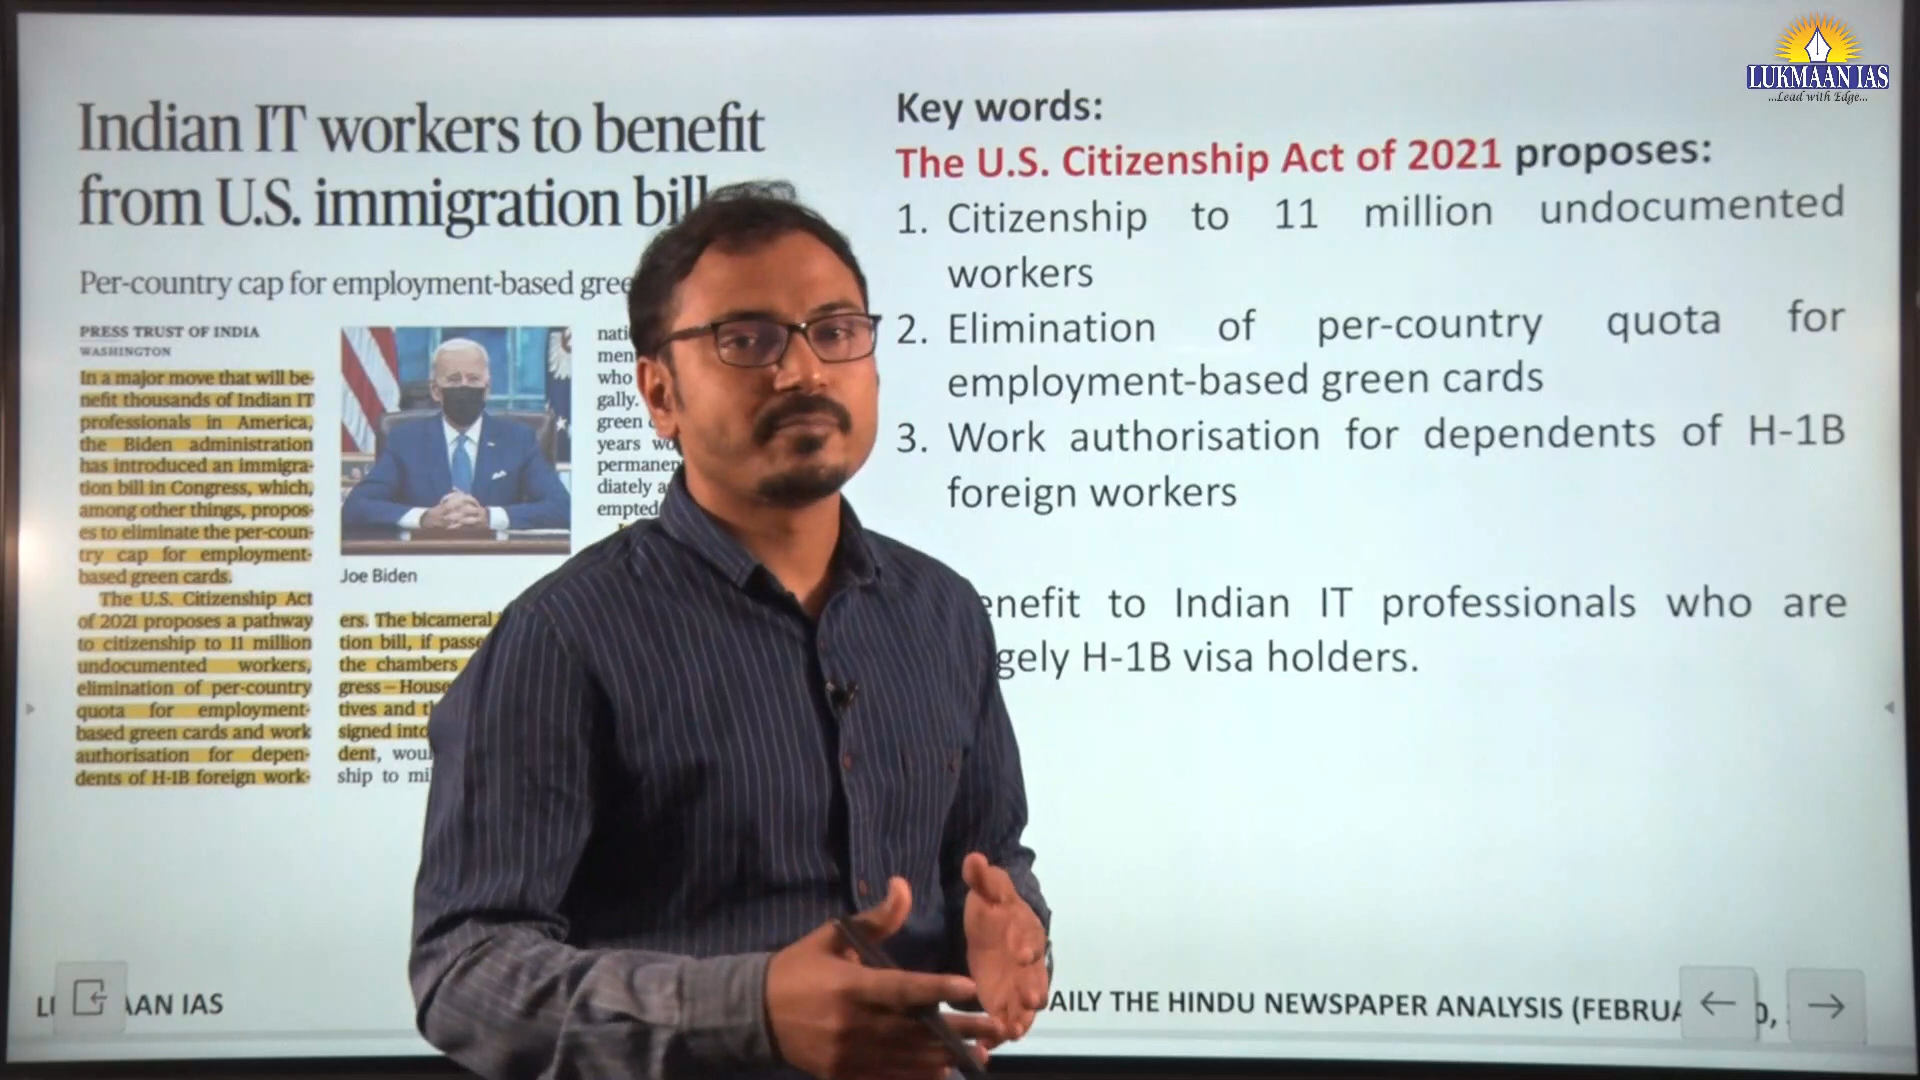 LUKMAAN IAS
...Lead with Edge...
Indian IT workers to benefit
from U.S. immigration bill
Per-country cap for employment-based
PRESS TRUST OF INDIA
WASHINGTON
In a major move that will be-
nefit thousands of Indian IT
professionals in America,
the Biden administration
has introduced an immigra-
tion bill in Congress, which,
among other things, propos-
es to eliminate the per-coun-
try cap for employment-
based green cards.
The U.S. Citizenship Act
of 2021 proposes a pathway
to citizenship to 11 million
undocumented workers,
elimination of per-country
quota for employment-
based green cards and work
authorisation for depen-
dents of H-1B foreign work-
Joe Biden
ers. The bicameral
tion bill, if
the chambers
gress – House
tives and
signed into
dent,
ship to
who
gally.
green
years
diately
empted
Key words:
The U.S. Citizenship Act of 2021 proposes:
1. Citizenship to 11 million undocumented
workers
2. Elimination of per-country quota for
employment-based green cards
3. Work authorisation for dependents of H-1B
foreign workers
enefit to Indian IT professionals who are
gely H-1B visa holders.
AAN IAS
AILY THE HINDU NEWSPAPER ANALYSIS (FEBRUA